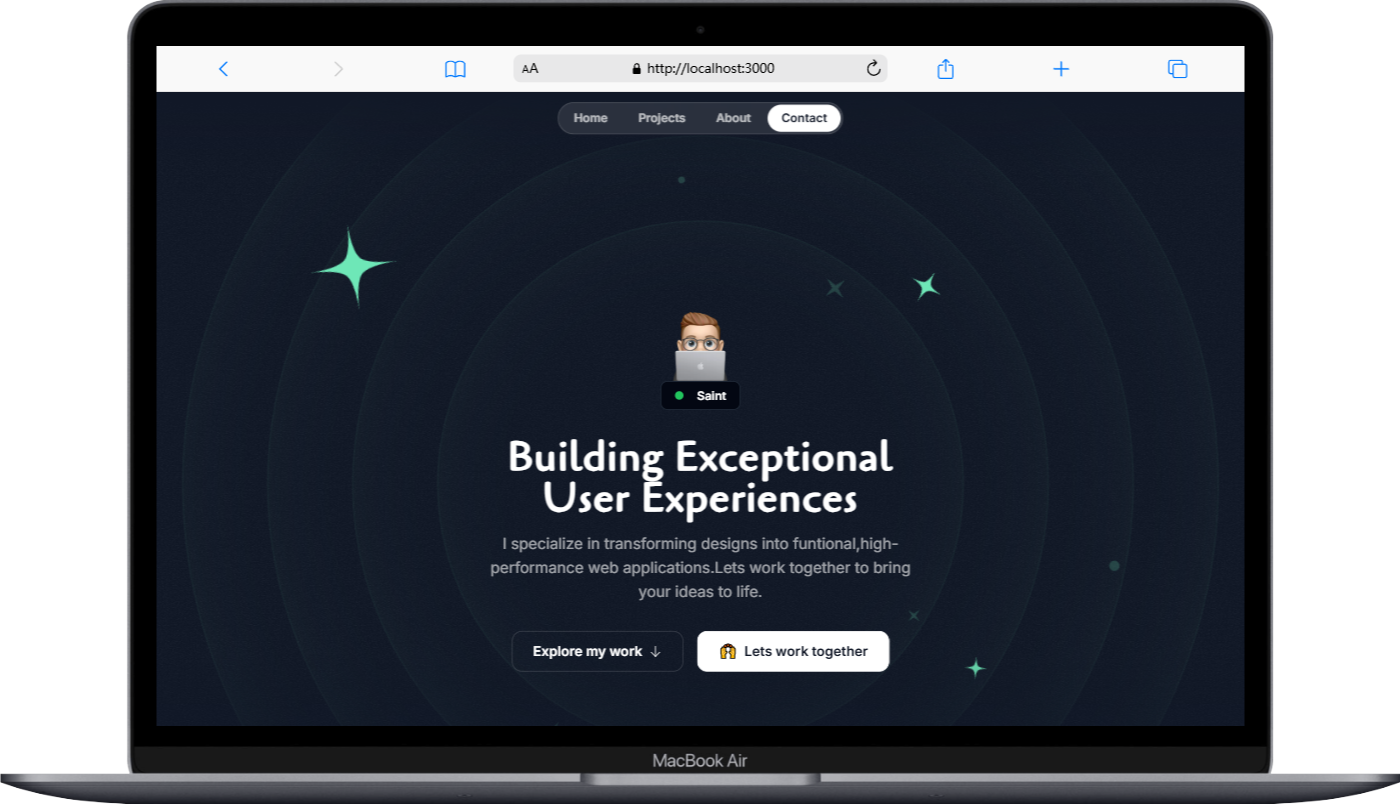 AA http://localhost:3000
Home Projects About Contact
Saint
Building Exceptional
User Experiences
I specialize in transforming designs into funtional,high-
performance web applications.Lets work together to bring
your ideas to life.
Explore my work ↓ Lets work together
MacBook Air